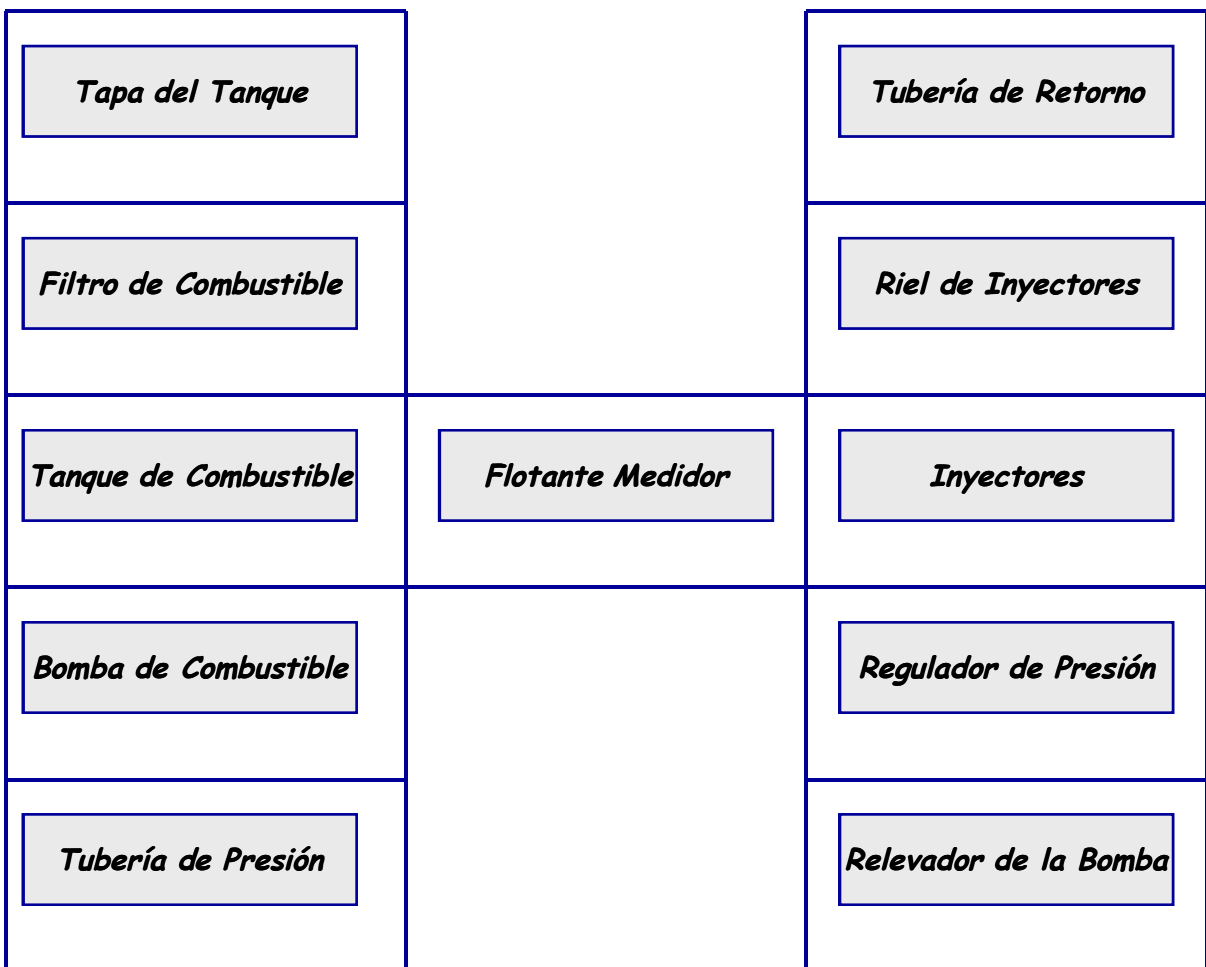 Tapa del Tanque
Tubería de Retorno
Filtro de Combustible
Riel de Inyectores
Tanque de Combustible
Flotante Medidor
Inyectores
Bomba de Combustible
Regulador de Presión
Tubería de Presión
Relevador de la Bomba